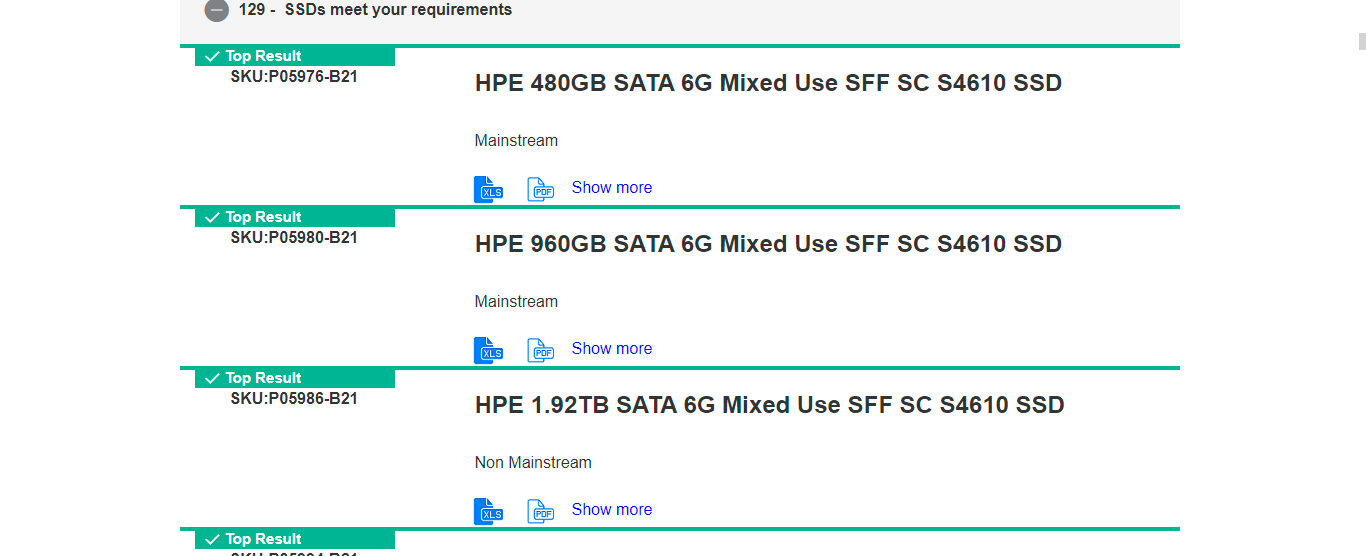 129 -  SSDs meet your requirements
Top Result
SKU:P05976-B21
HPE 480GB SATA 6G Mixed Use SFF SC S4610 SSD
Mainstream
XLS PDF Show more
Top Result
SKU:P05980-B21
HPE 960GB SATA 6G Mixed Use SFF SC S4610 SSD
Mainstream
XLS PDF Show more
Top Result
SKU:P05986-B21
HPE 1.92TB SATA 6G Mixed Use SFF SC S4610 SSD
Non Mainstream
XLS PDF Show more
Top Result